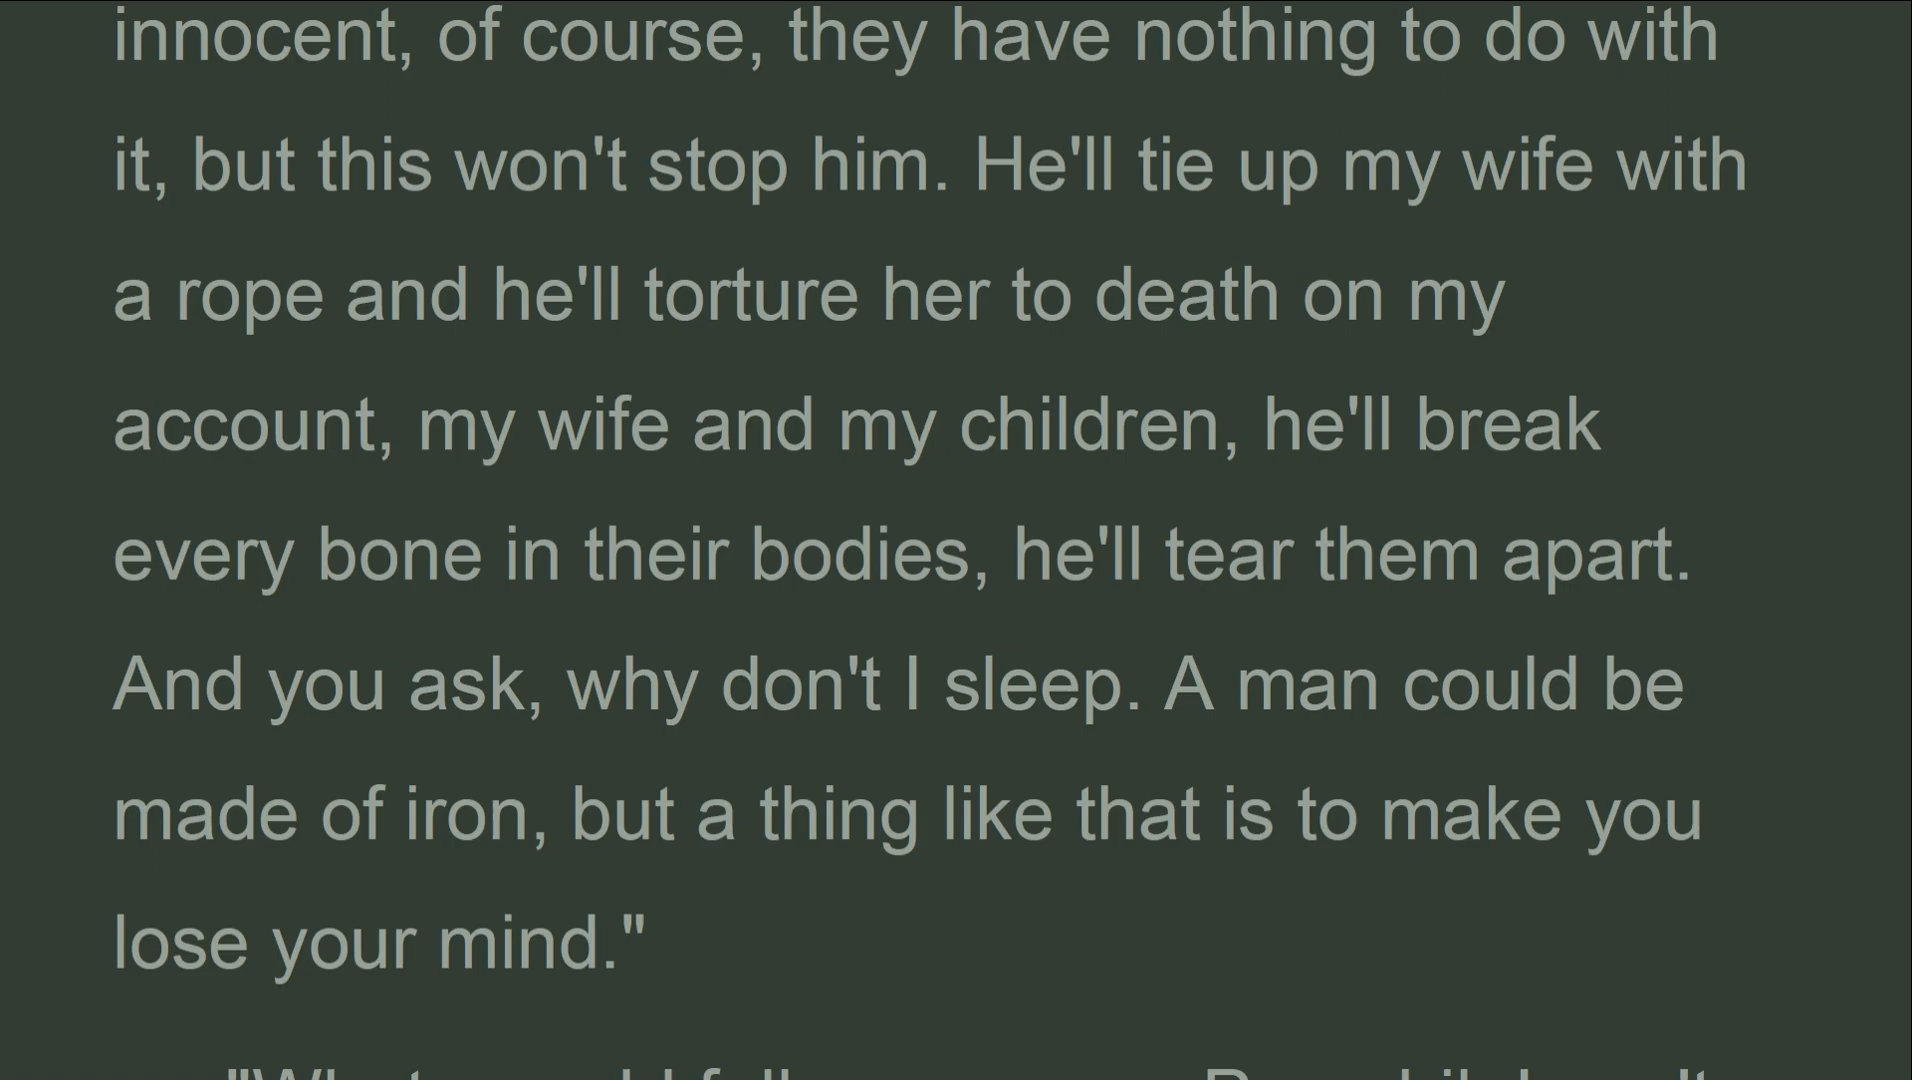 innocent, of course, they have nothing to do with
it, but this won't stop him. He'll tie up my wife with
a rope and he'll torture her to death on my
account, my wife and my children, he'll break
every bone in their bodies, he'll tear them apart.
And you ask, why don't I sleep. A man could be
made of iron, but a thing like that is to make you
lose your mind."